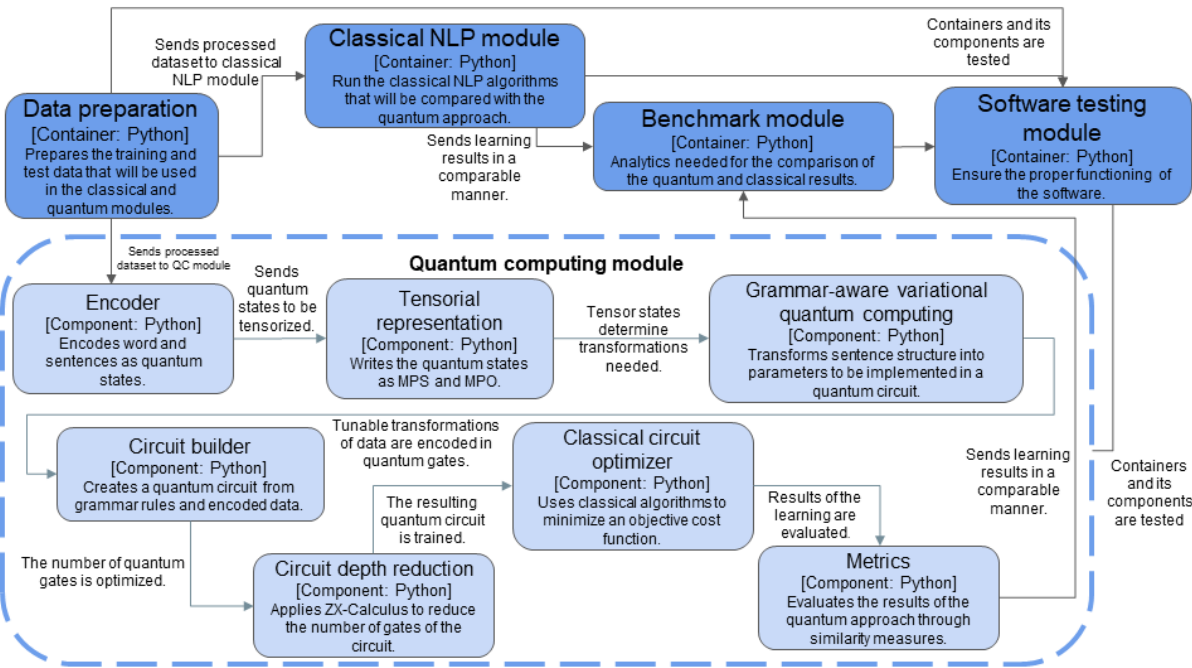 Sends processed
dataset to classical
NLP module
Classical NLP module
[Container: Python]
Run the classical NLP algorithms
that will be compared with the
quantum approach.
Containers and its
components are
tested
Data preparation
[Container: Python]
Prepares the training and
test data that will be used
in the classical and
quantum modules.
Sends learning
results in a
comparable
manner.
Benchmark module
[Container: Python]
Analytics needed for the comparison of
the quantum and classical results.
Software testing
module
[Container: Python]
Ensure the proper functioning of
the software.
Sends processed
dataset to QC module
Quantum computing module
Encoder
[Component: Python]
Encodes word and
sentences as quantum
states.
Sends
quantum
states to be
tensorized.
Tensorial
representation
[Component: Python]
Writes the quantum states
as MPS and MPO.
Tensor states
determine
transformations
needed.
Grammar-aware variational
quantum computing
[Component: Python]
Transforms sentence structure into
parameters to be implemented in a
quantum circuit.
Circuit builder
[Component: Python]
Creates a quantum circuit from
grammar rules and encoded data.
Tunable transformations
of data are encoded in
quantum gates.
Classical circuit
optimizer
[Component: Python]
Uses classical algorithms to
minimize an objective cost
function.
Sends learning
results in a
comparable
manner.
Containers
and its
components
are tested
The number of quantum
gates is optimized.
The resulting
quantum circuit
is trained.
Circuit depth reduction
[Component: Python]
Applies ZX-Calculus to reduce
the number of gates of the
circuit.
Results of the
learning are
evaluated.
Metrics
[Component: Python]
Evaluates the results of the
quantum approach through
similarity measures.